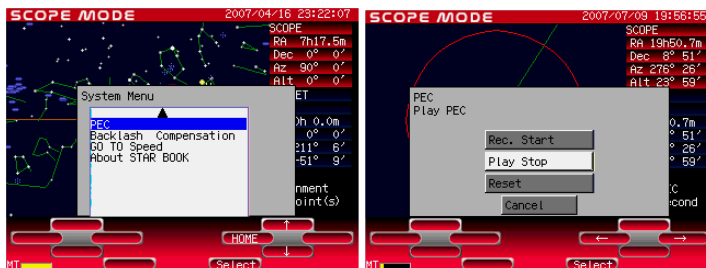 SCOPE MODE
2007/04/16 23:22:07
SCOPE
RA 7h17.5m
Dec 0° 0′
Az 90° 0′
Alt 0° 0′
ET
System Menu
PEC
Backlash Compensation
GO TO Speed
About STAR BOOK
0h 0.0m
0° 0′
211° 6′
-51° 9′
nment
oint(s)
HOME
↑
↓
MT
Select
SCOPE MODE
2007/07/09 19:56:55
SCOPE
RA 19h50.7m
Dec 8° 51′
Az 276° 26′
Alt 23° 59′
PEC
Play PEC
Rec. Start
Play Stop
Reset
Cancel
0.7m
51′
26′
59′
C
cond
← →
MT
Select